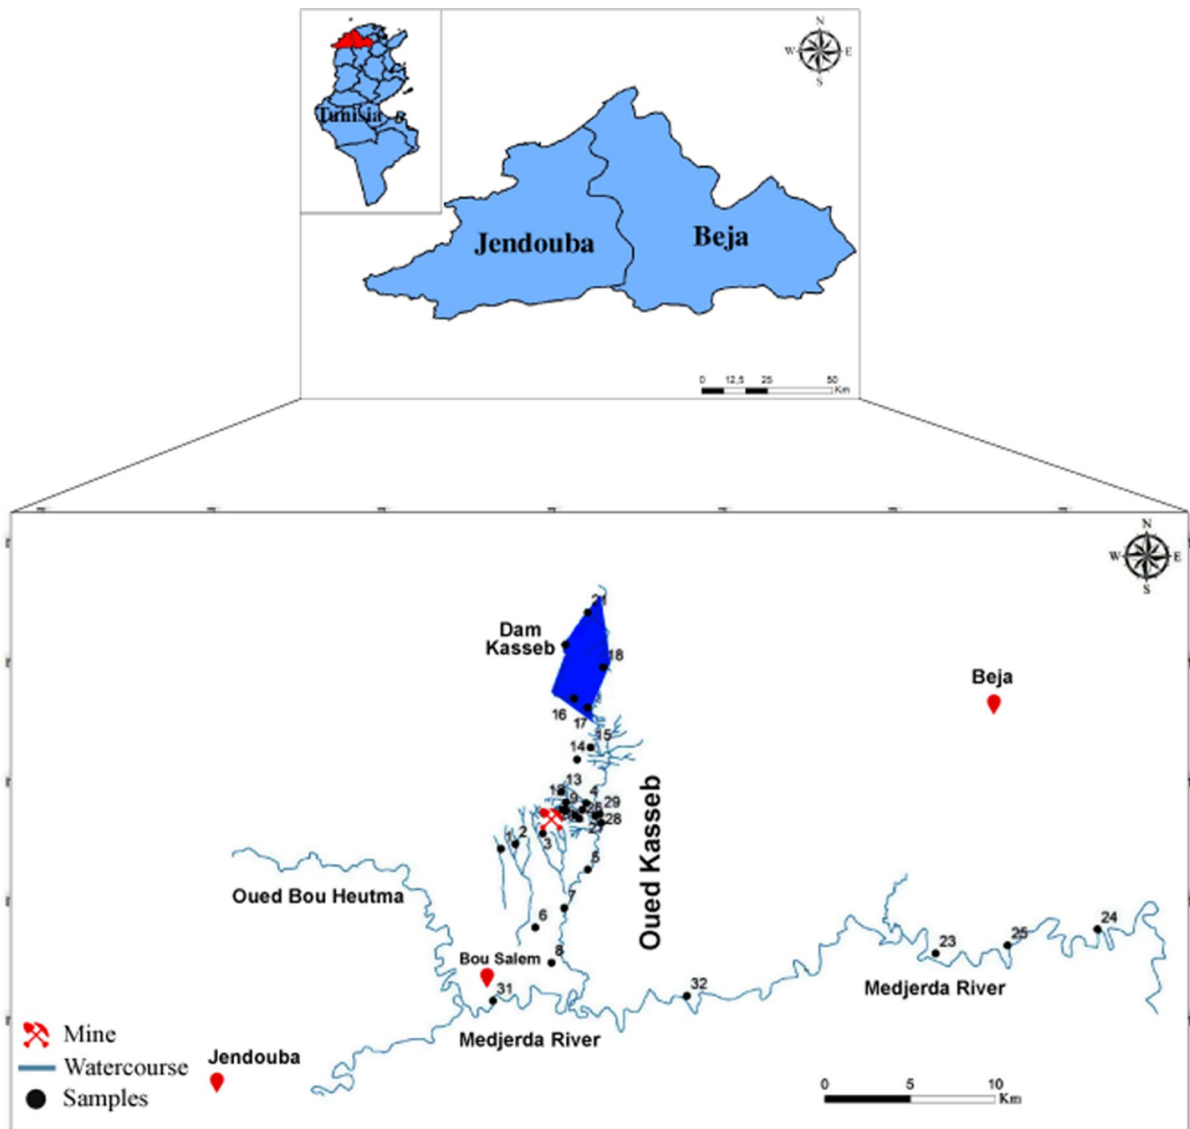 N
W
E
S
Tunisia
Jendouba
Beja
0 12,5 25 50
Km
N
W
E
S
21
Dam
Kasseb
18
Beja
16
17
15
14
13
4
9
29
28
1
2
3
5
Oued Kasseb
Oued Bou Heutma
7
6
24
25
23
8
Bou Salem
31
32
Medjerda River
Medjerda River
Mine
Watercourse
Samples
Jendouba
0 5 10
Km